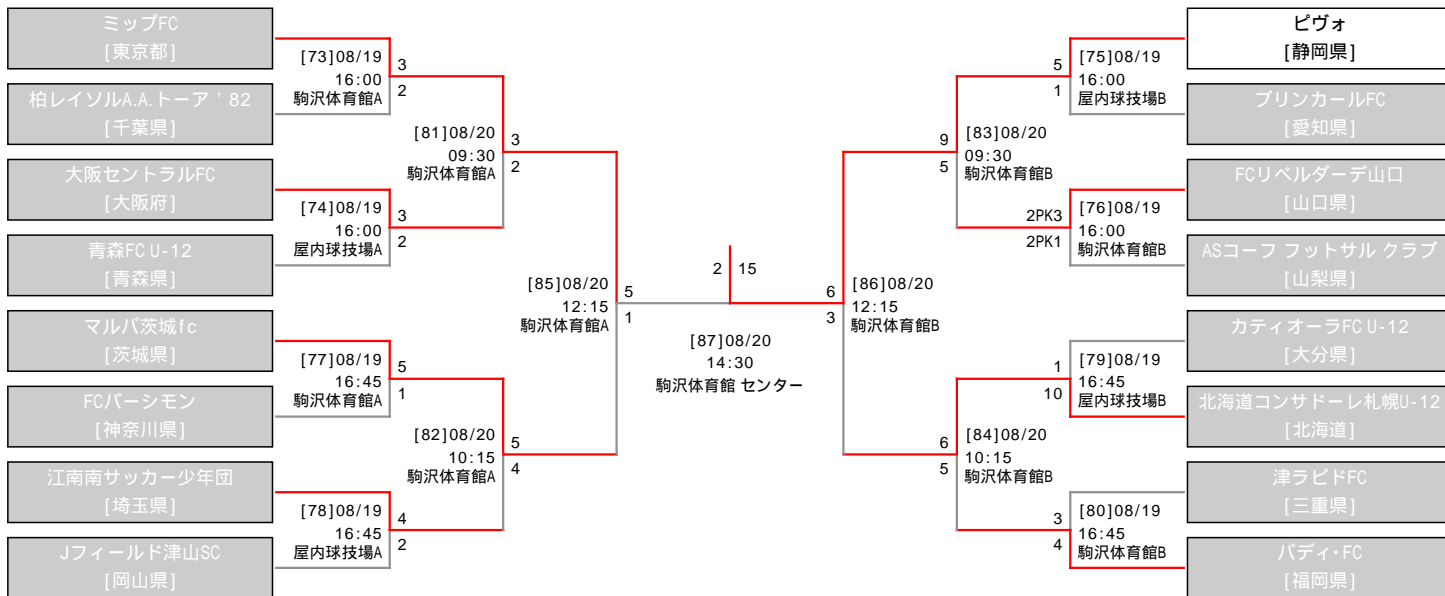 ミップFC
[東京都]
柏レイソルA.A.トーア'82
[千葉県]
大阪セントラルFC
[大阪府]
青森FC U-12
[青森県]
マルバ茨城fc
[茨城県]
FCパーシモン
[神奈川県]
江南南サッカー少年団
[埼玉県]
Jフィールド津山SC
[岡山県]
[73]08/19
16:00
駒沢体育館A
3
2
[74]08/19
16:00
屋内球技場A
3
2
[77]08/19
16:45
駒沢体育館A
5
1
[78]08/19
16:45
屋内球技場A
4
2
[81]08/20
09:30
駒沢体育館A
3
2
[82]08/20
10:15
駒沢体育館A
5
4
[85]08/20
12:15
駒沢体育館A
5
1
2 15
[87]08/20
14:30
駒沢体育館 センター
6
3
[86]08/20
12:15
駒沢体育館B
9
5
[83]08/20
09:30
駒沢体育館B
6
5
[84]08/20
10:15
駒沢体育館B
5
1
[75]08/19
16:00
屋内球技場B
2PK3
2PK1
[76]08/19
16:00
駒沢体育館B
1
10
[79]08/19
16:45
屋内球技場B
3
4
[80]08/19
16:45
駒沢体育館B
ピヴォ
[静岡県]
ブリンカールFC
[愛知県]
FCリベルダーデ山口
[山口県]
ASコーフ フットサル クラブ
[山梨県]
カティオーラFC U-12
[大分県]
北海道コンサドーレ札幌U-12
[北海道]
津ラピドFC
[三重県]
バディ・FC
[福岡県]